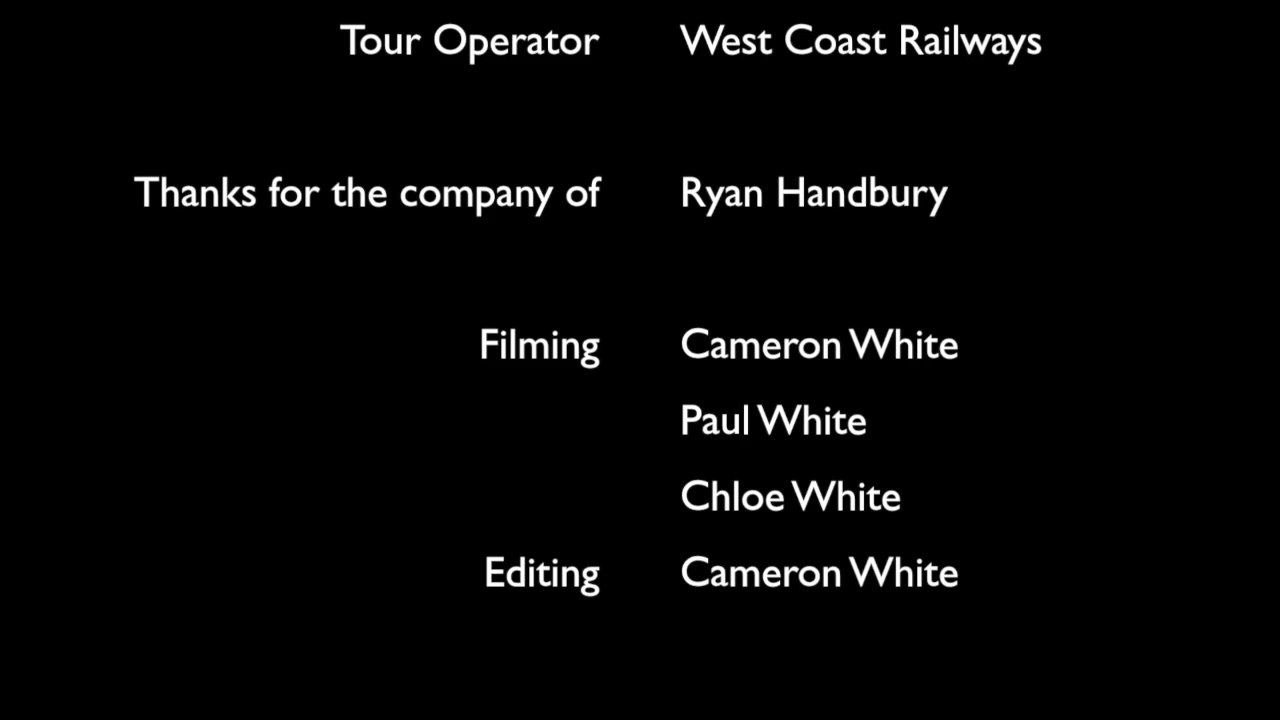 Tour Operator West Coast Railways
Thanks for the company of Ryan Handbury
Filming Cameron White
Paul White
Chloe White
Editing Cameron White